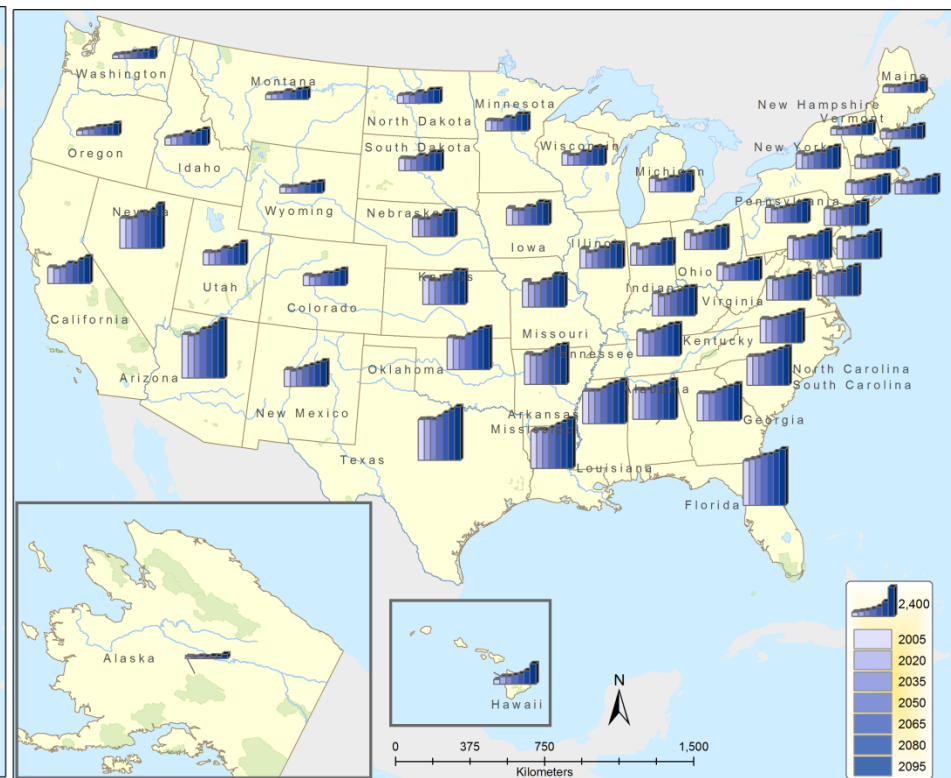 Maine
Washington
Montana
North Dakota
Minnesota
New Hampshire
Vermont
Oregon
Idaho
South Dakota
Wisconsin
New York
Michigan
Wyoming
Nebraska
Pennsylvania
Nevada
Iowa
Illinois
Utah
Ohio
Colorado
Indiana
Virginia
California
Missouri
Kentucky
Arizona
Oklahoma
North Carolina
New Mexico
Arkansas
South Carolina
Georgia
Texas
Louisiana
Florida
Alaska
Hawaii
N
0 375 750 1,500
Kilometers
2,400
2005
2020
2035
2050
2065
2080
2095